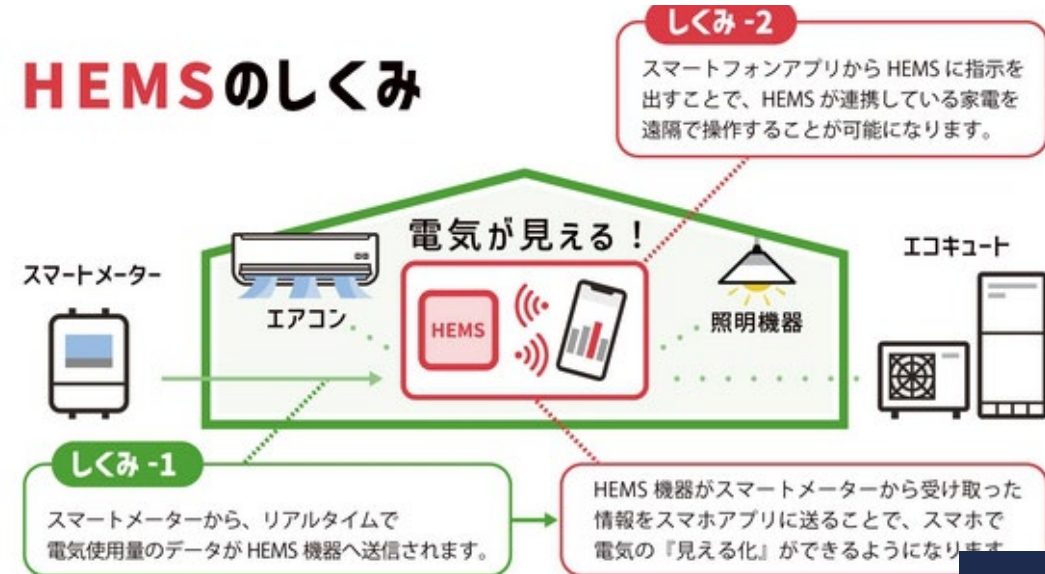 HEMSのしくみ
しくみ -2
スマートフォンアプリから HEMS に指示を
出すことで、HEMS が連携している家電を
遠隔で操作することが可能になります。
電気が見える！
スマートメーター
エアコン
HEMS
照明機器
エコキュート
しくみ -1
スマートメーターから、リアルタイムで
電気使用量のデータが HEMS 機器へ送信されます。
HEMS 機器がスマートメーターから受け取った
情報をスマホアプリに送ることで、スマホで
電気の『見える化』ができるようになります